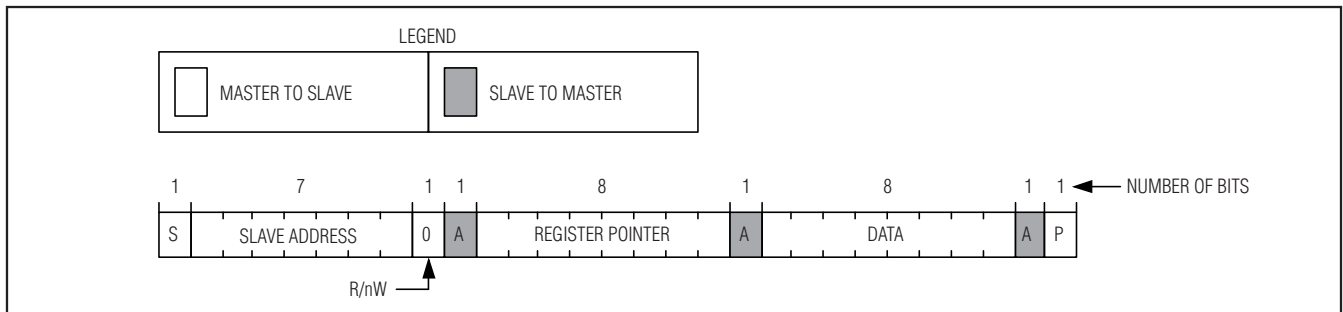 LEGEND
MASTER TO SLAVE SLAVE TO MASTER
1 7 1 1 8 1 8 1 1 NUMBER OF BITS
S SLAVE ADDRESS 0 A REGISTER POINTER A DATA A P
R/nW